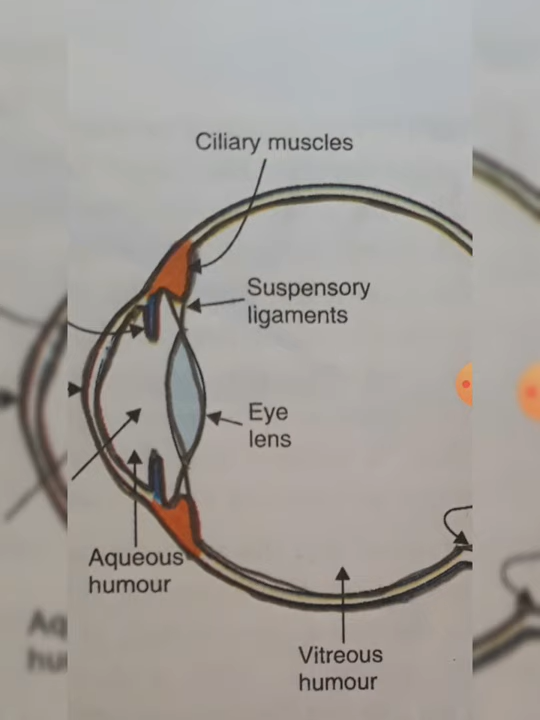 Ciliary muscles
Suspensory
ligaments
Eye
lens
Aqueous
humour
Vitreous
humour